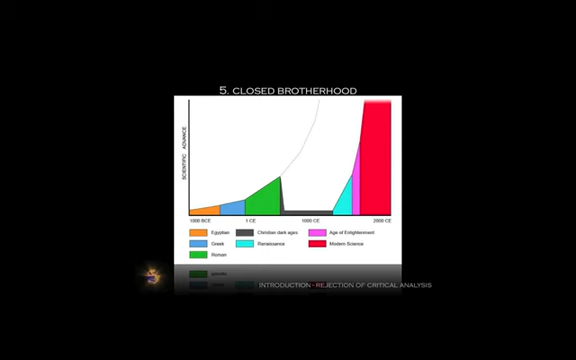 5. CLOSED BROTHERHOOD
SCIENTIFIC ADVANCE
1000 BCE 1 CE 1000 CE 2000 CE
Egyptian Christian dark ages Age of Enlightenment
Greek Renaissance Modern Science
Roman
INTRODUCTION - REJECTION OF CRITICAL ANALYSIS